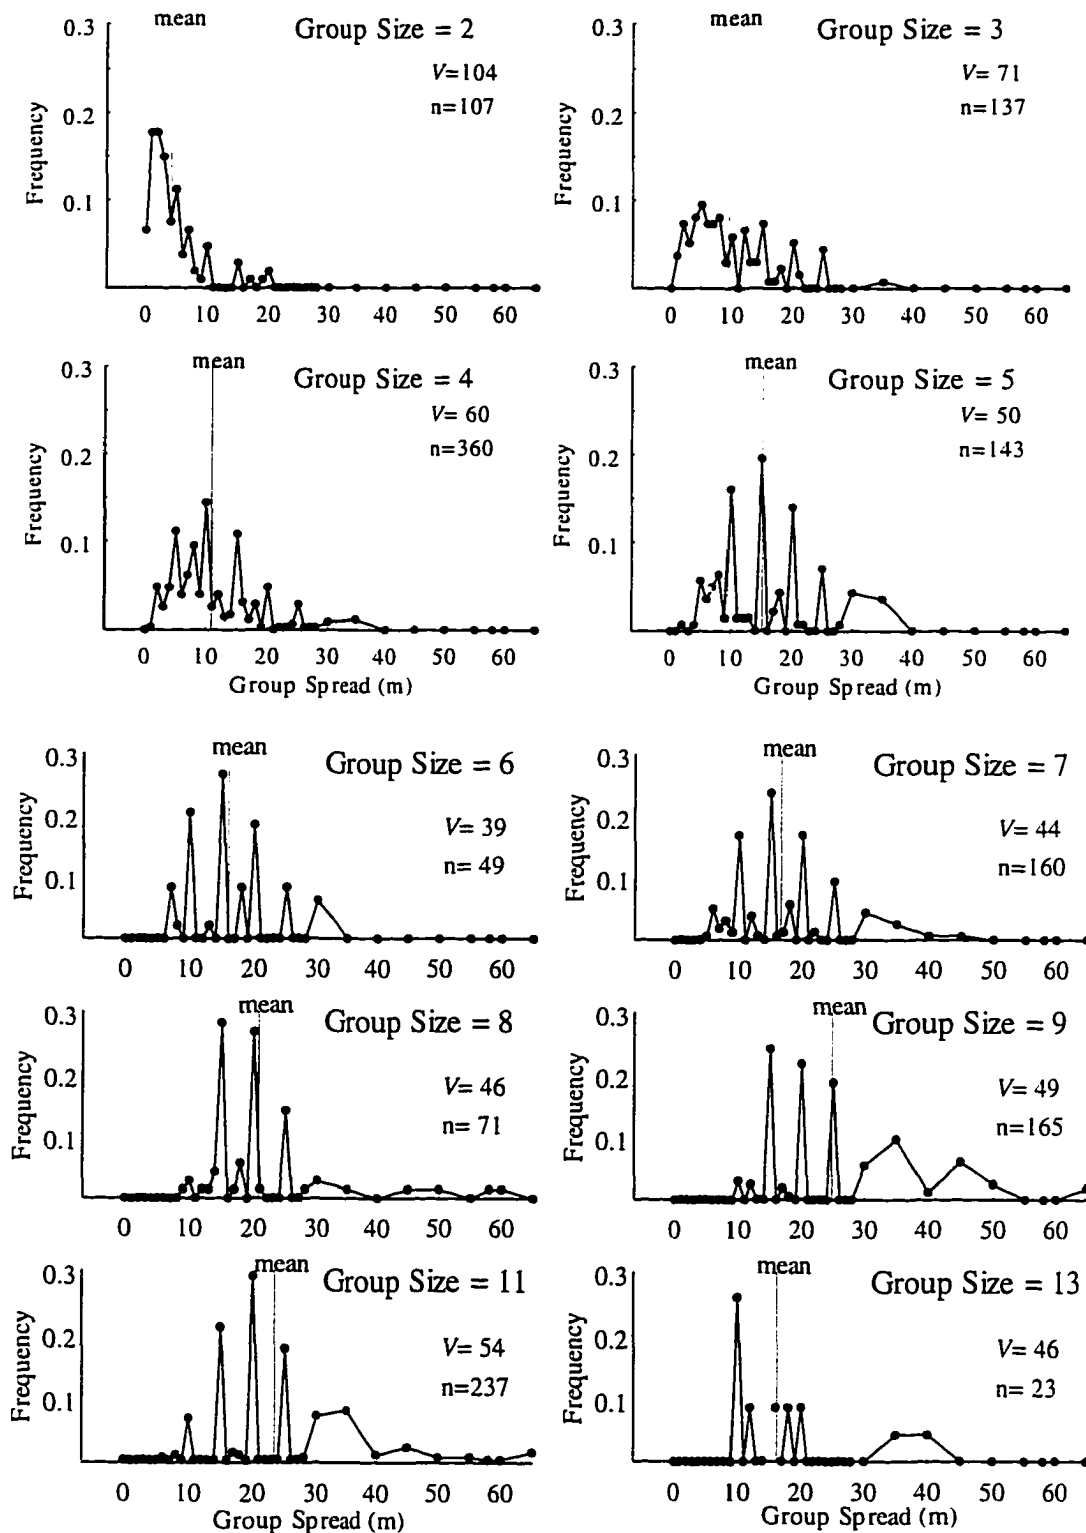 mean
Group Size = 2
V=104
n=107
Frequency
0.3
0.2
0.1
0 10 20 30 40 50 60
mean
Group Size = 3
V= 71
n=137
Frequency
0.3
0.2
0.1
0 10 20 30 40 50 60
mean
Group Size = 4
V= 60
n=360
Frequency
0.3
0.2
0.1
0 10 20 30 40 50 60
Group Spread (m)
mean
Group Size = 5
V= 50
n=143
Frequency
0.3
0.2
0.1
0 10 20 30 40 50 60
Group Spread (m)
mean
Group Size = 6
V= 39
n= 49
Frequency
0.3
0.2
0.1
0 10 20 30 40 50 60
mean
Group Size = 7
V= 44
n=160
Frequency
0.3
0.2
0.1
0 10 20 30 40 50 60
mean
Group Size = 8
V= 46
n= 71
Frequency
0.3
0.2
0.1
0 10 20 30 40 50 60
mean
Group Size = 9
V= 49
n=165
Frequency
0.3
0.2
0.1
0 10 20 30 40 50 60
mean
Group Size = 11
V= 54
n=237
Frequency
0.3
0.2
0.1
0 10 20 30 40 50 60
Group Spread (m)
mean
Group Size = 13
V= 46
n= 23
Frequency
0.3
0.2
0.1
0 10 20 30 40 50 60
Group Spread (m)